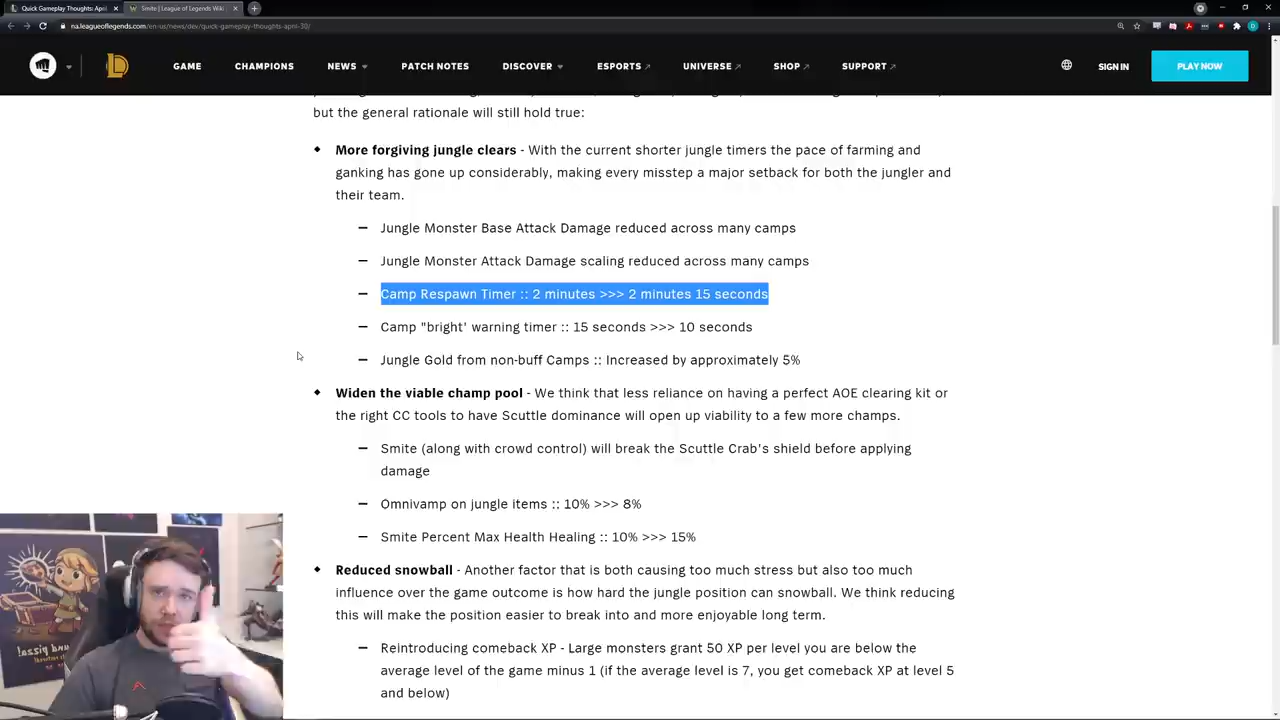 Quick Gameplay Thoughts: April
Smite | League of Legends Wiki
na.leagueoflegends.com/en-us/news/dev/quick-gameplay-thoughts-april-30/
GAME
CHAMPIONS
NEWS
PATCH NOTES
DISCOVER
ESPORTS
UNIVERSE
SHOP
SUPPORT
SIGN IN
PLAY NOW
but the general rationale will still hold true:
More forgiving jungle clears - With the current shorter jungle timers the pace of farming and
ganking has gone up considerably, making every misstep a major setback for both the jungler and
their team.
— Jungle Monster Base Attack Damage reduced across many camps
— Jungle Monster Attack Damage scaling reduced across many camps
— Camp Respawn Timer :: 2 minutes >>> 2 minutes 15 seconds
— Camp "bright' warning timer :: 15 seconds >>> 10 seconds
— Jungle Gold from non-buff Camps :: Increased by approximately 5%
Widen the viable champ pool - We think that less reliance on having a perfect AOE clearing kit or
the right CC tools to have Scuttle dominance will open up viability to a few more champs.
— Smite (along with crowd control) will break the Scuttle Crab's shield before applying
damage
— Omnivamp on jungle items :: 10% >>> 8%
— Smite Percent Max Health Healing :: 10% >>> 15%
Reduced snowball - Another factor that is both causing too much stress but also too much
influence over the game outcome is how hard the jungle position can snowball. We think reducing
this will make the position easier to break into and more enjoyable long term.
— Reintroducing comeback XP - Large monsters grant 50 XP per level you are below the
average level of the game minus 1 (if the average level is 7, you get comeback XP at level 5
and below)